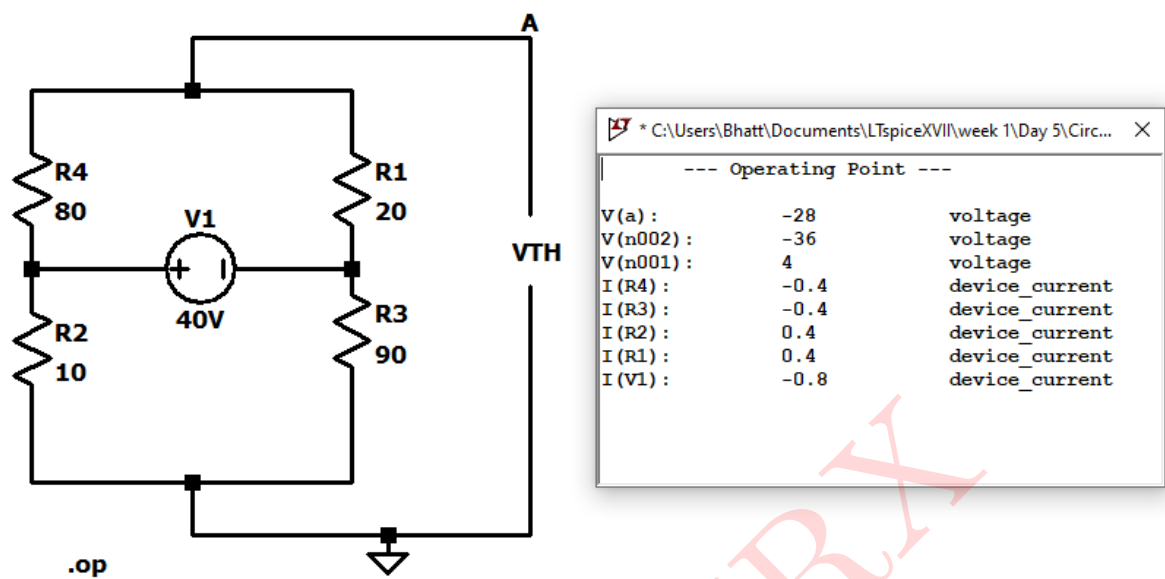 A
R4
80
R1
20
V1
VTH
40V
R2
10
R3
90
.op
* C:\Users\Bhatt\Documents\LTspiceXVII\week 1\Day 5\Circ...
--- Operating Point ---
V(a): -28 voltage
V(n002): -36 voltage
V(n001): 4 voltage
I(R4): -0.4 device_current
I(R3): -0.4 device_current
I(R2): 0.4 device_current
I(R1): 0.4 device_current
I(V1): -0.8 device_current